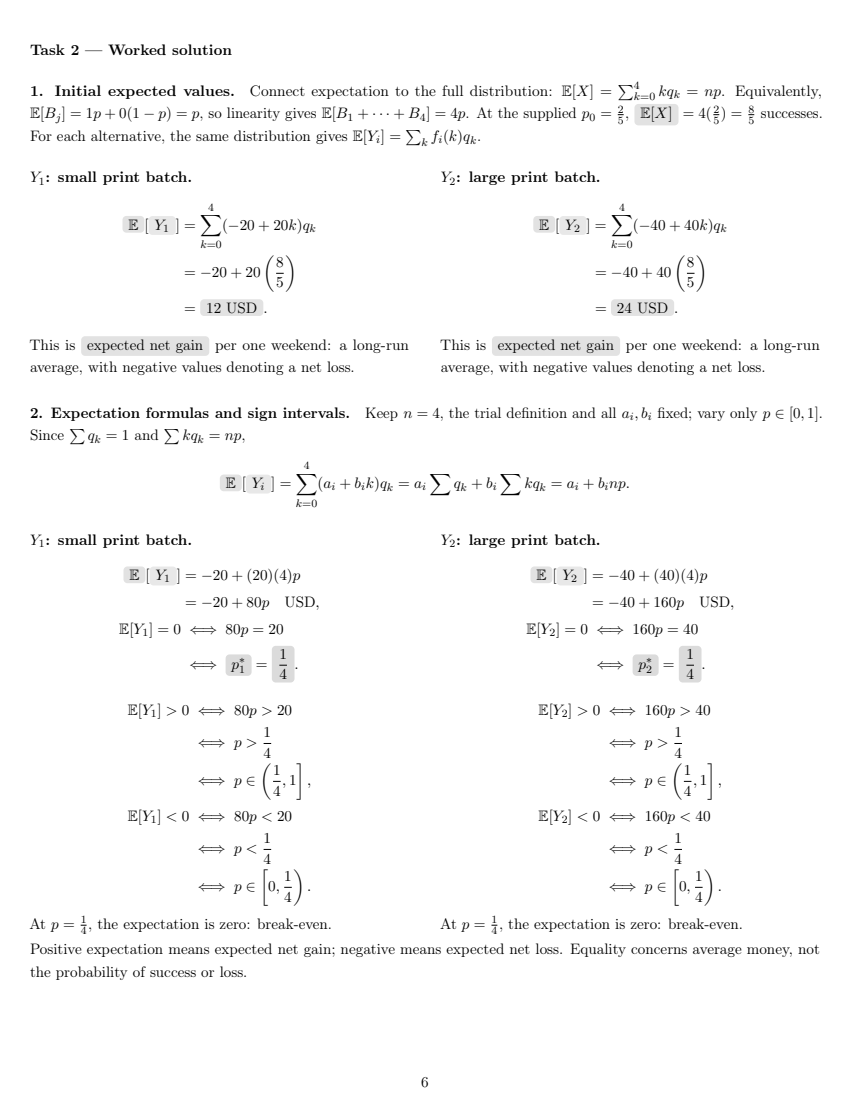 Task 2 — Worked solution
1. Initial expected values. Connect expectation to the full distribution: 𝔼[X] = ∑_{k=0}^{4} kq_k = np. Equivalently,
𝔼[B_j] = 1p + 0(1 − p) = p, so linearity gives 𝔼[B_1 + ··· + B_4] = 4p. At the supplied p_0 = 2/5, 𝔼[X] = 4(2/5) = 8/5 successes.
For each alternative, the same distribution gives 𝔼[Y_i] = ∑_k f_i(k)q_k.
Y_1: small print batch.
𝔼[Y_1] = ∑_{k=0}^{4} (−20 + 20k)q_k
= −20 + 20 (8/5)
= 12 USD.
This is expected net gain per one weekend: a long-run
average, with negative values denoting a net loss.
Y_2: large print batch.
𝔼[Y_2] = ∑_{k=0}^{4} (−40 + 40k)q_k
= −40 + 40 (8/5)
= 24 USD.
This is expected net gain per one weekend: a long-run
average, with negative values denoting a net loss.
2. Expectation formulas and sign intervals. Keep n = 4, the trial definition and all a_i, b_i fixed; vary only p ∈ [0, 1].
Since ∑ q_k = 1 and ∑ kq_k = np,
𝔼[Y_i] = ∑_{k=0}^{4} (a_i + b_i k)q_k = a_i ∑ q_k + b_i ∑ kq_k = a_i + b_i np.
Y_1: small print batch.
𝔼[Y_1] = −20 + (20)(4)p
= −20 + 80p USD,
𝔼[Y_1] = 0 ⟺ 80p = 20
⟺ p_1^* = 1/4.
𝔼[Y_1] > 0 ⟺ 80p > 20
⟺ p > 1/4
⟺ p ∈ (1/4, 1],
𝔼[Y_1] < 0 ⟺ 80p < 20
⟺ p < 1/4
⟺ p ∈ [0, 1/4).
At p = 1/4, the expectation is zero: break-even.
Y_2: large print batch.
𝔼[Y_2] = −40 + (40)(4)p
= −40 + 160p USD,
𝔼[Y_2] = 0 ⟺ 160p = 40
⟺ p_2^* = 1/4.
𝔼[Y_2] > 0 ⟺ 160p > 40
⟺ p > 1/4
⟺ p ∈ (1/4, 1],
𝔼[Y_2] < 0 ⟺ 160p < 40
⟺ p < 1/4
⟺ p ∈ [0, 1/4).
At p = 1/4, the expectation is zero: break-even.
Positive expectation means expected net gain; negative means expected net loss. Equality concerns average money, not
the probability of success or loss.
6